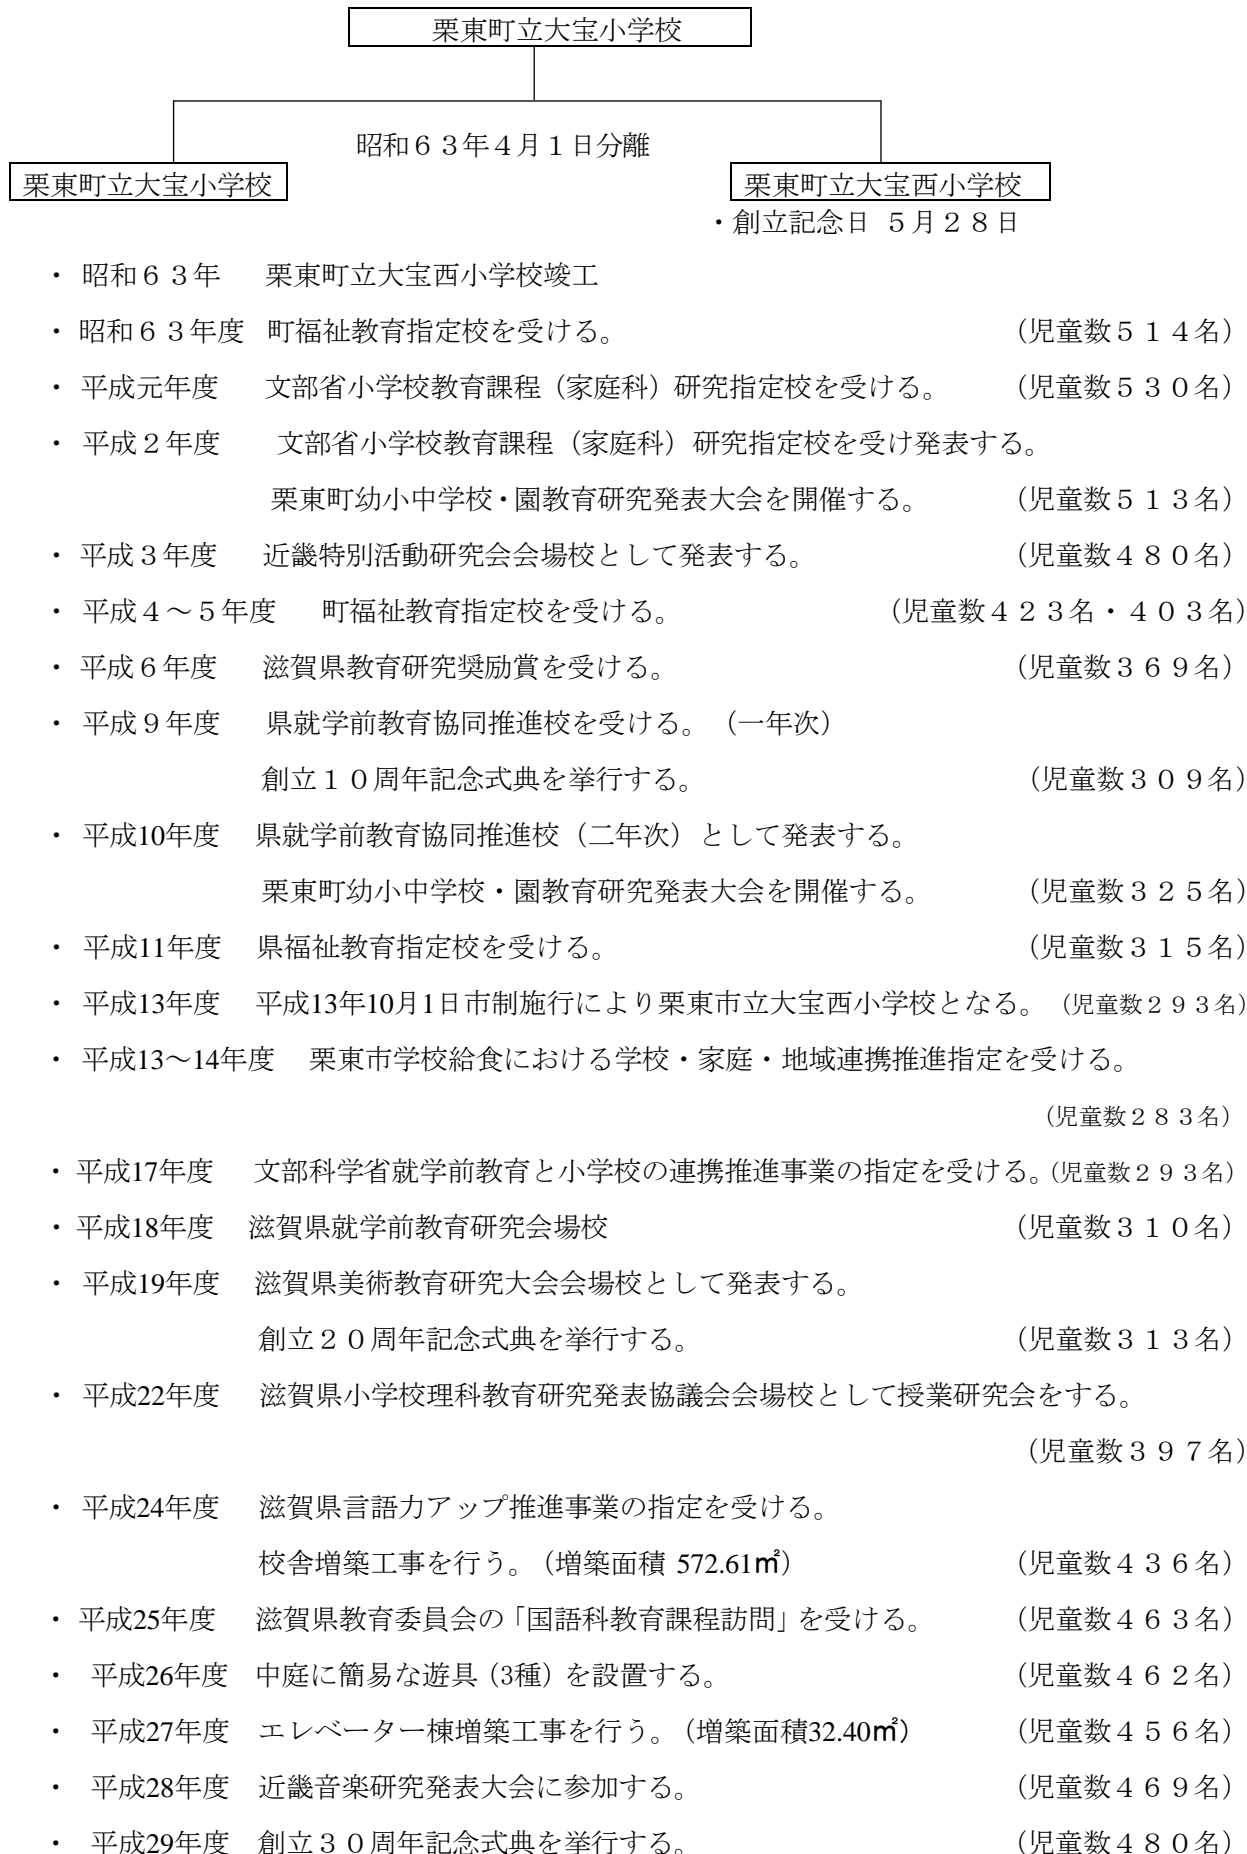 栗東町立大宝小学校
昭和６３年４月１日分離
栗東町立大宝小学校 栗東町立大宝西小学校
・創立記念日 ５月２８日
・ 昭和６３年 栗東町立大宝西小学校竣工
・ 昭和６３年度 町福祉教育指定校を受ける。 （児童数５１４名）
・ 平成元年度 文部省小学校教育課程（家庭科）研究指定校を受ける。 （児童数５３０名）
・ 平成２年度 文部省小学校教育課程（家庭科）研究指定校を受け発表する。
栗東町幼小中学校・園教育研究発表大会を開催する。 （児童数５１３名）
・ 平成３年度 近畿特別活動研究会会場校として発表する。 （児童数４８０名）
・ 平成４～５年度 町福祉教育指定校を受ける。 （児童数４２３名・４０３名）
・ 平成６年度 滋賀県教育研究奨励賞を受ける。 （児童数３６９名）
・ 平成９年度 県就学前教育協同推進校を受ける。（一年次）
創立１０周年記念式典を挙行する。 （児童数３０９名）
・ 平成10年度 県就学前教育協同推進校（二年次）として発表する。
栗東町幼小中学校・園教育研究発表大会を開催する。 （児童数３２５名）
・ 平成11年度 県福祉教育指定校を受ける。 （児童数３１５名）
・ 平成13年度 平成13年10月1日市制施行により栗東市立大宝西小学校となる。 （児童数２９３名）
・ 平成13～14年度 栗東市学校給食における学校・家庭・地域連携推進指定を受ける。
（児童数２８３名）
・ 平成17年度 文部科学省就学前教育と小学校の連携推進事業の指定を受ける。（児童数２９３名）
・ 平成18年度 滋賀県就学前教育研究会場校 （児童数３１０名）
・ 平成19年度 滋賀県美術教育研究大会会場校として発表する。
創立２０周年記念式典を挙行する。 （児童数３１３名）
・ 平成22年度 滋賀県小学校理科教育研究発表協議会会場校として授業研究会をする。
（児童数３９７名）
・ 平成24年度 滋賀県言語力アップ推進事業の指定を受ける。
校舎増築工事を行う。（増築面積 572.61㎡） （児童数４３６名）
・ 平成25年度 滋賀県教育委員会の「国語科教育課程訪問」を受ける。 （児童数４６３名）
・ 平成26年度 中庭に簡易な遊具（3種）を設置する。 （児童数４６２名）
・ 平成27年度 エレベーター棟増築工事を行う。（増築面積32.40㎡） （児童数４５６名）
・ 平成28年度 近畿音楽研究発表大会に参加する。 （児童数４６９名）
・ 平成29年度 創立３０周年記念式典を挙行する。 （児童数４８０名）